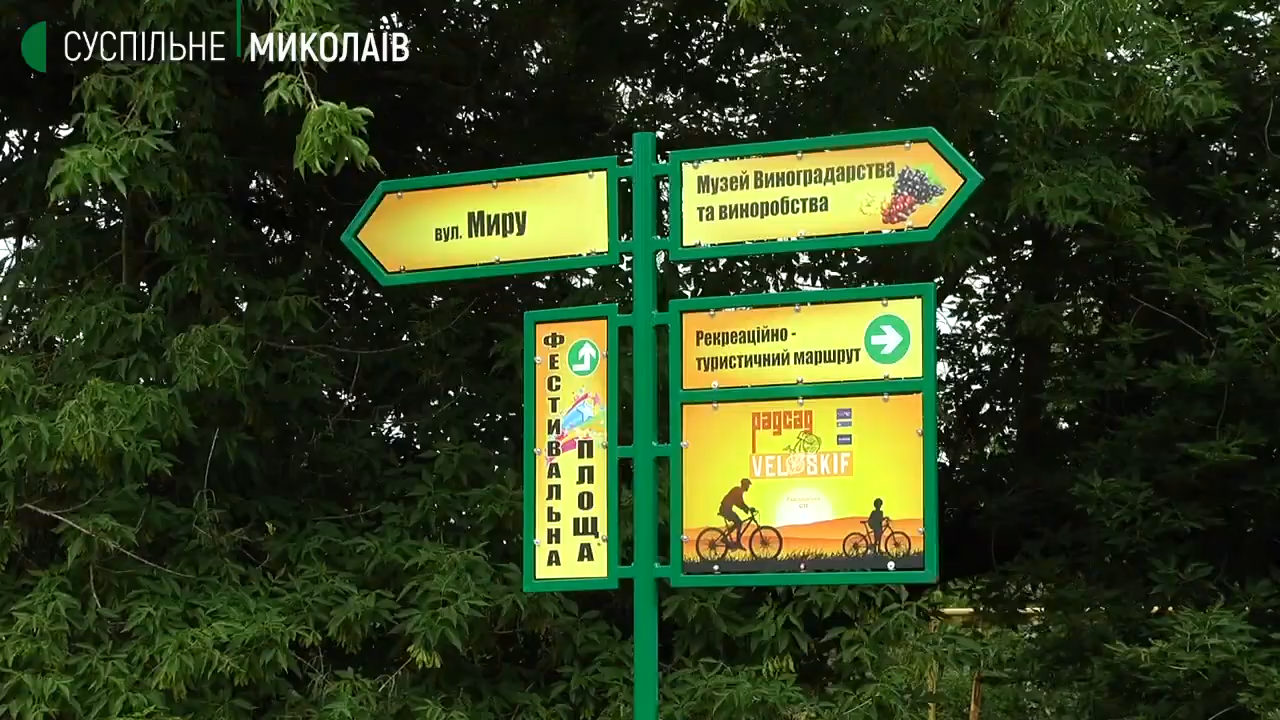 СУСПІЛЬНЕ МИКОЛАЇВ
вул. Миру
Музей Виноградарства
та виноробства
ФЕСТИВАЛЬНА
ПЛОЩА
Рекреаційно -
туристичний маршрут
радсад
VELOSKIF